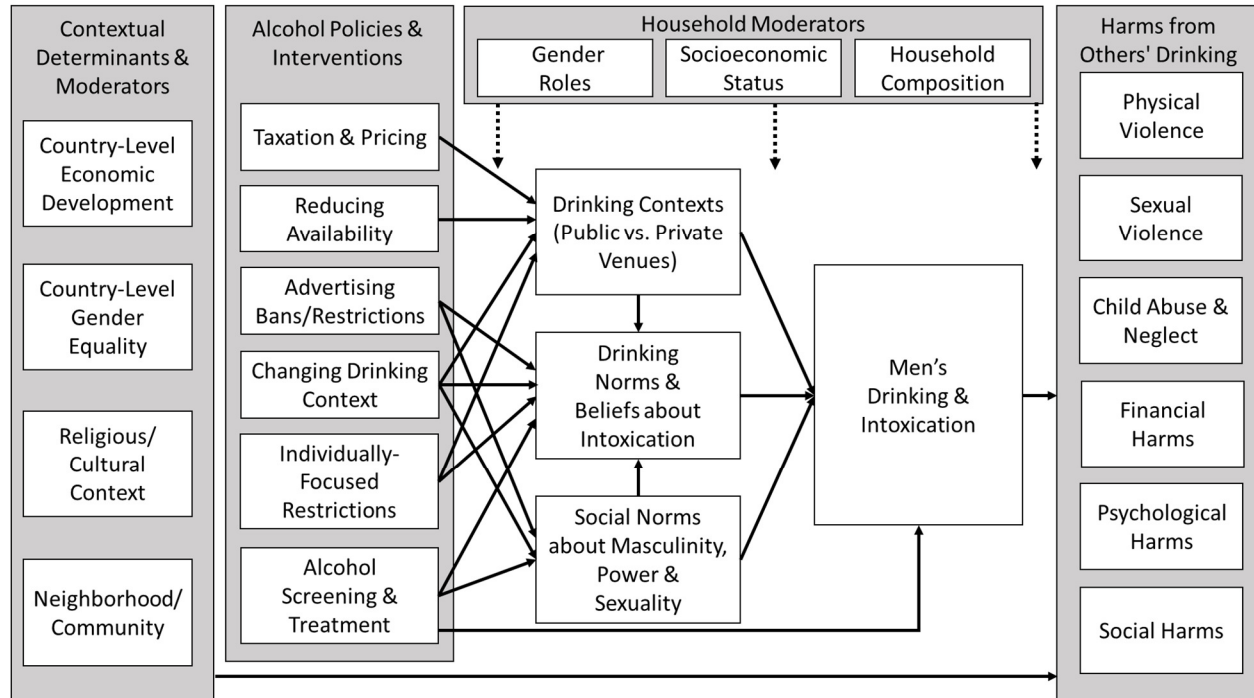 Contextual
Determinants &
Moderators
Country-Level
Economic
Development
Country-Level
Gender
Equality
Religious/
Cultural
Context
Neighborhood/
Community
Alcohol Policies &
Interventions
Taxation & Pricing
Reducing
Availability
Advertising
Bans/Restrictions
Changing Drinking
Context
Individually-
Focused
Restrictions
Alcohol
Screening &
Treatment
Household Moderators
Gender
Roles
Socioeconomic
Status
Household
Composition
Drinking Contexts
(Public vs. Private
Venues)
Drinking
Norms &
Beliefs about
Intoxication
Social Norms
about Masculinity,
Power &
Sexuality
Men’s
Drinking &
Intoxication
Harms from
Others' Drinking
Physical
Violence
Sexual
Violence
Child Abuse &
Neglect
Financial
Harms
Psychological
Harms
Social Harms